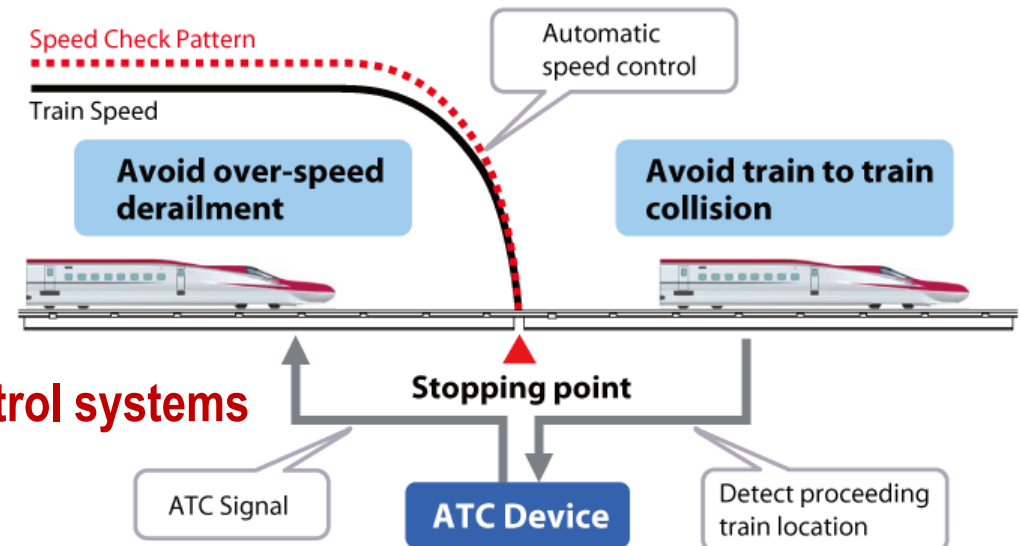 Speed Check Pattern
Train Speed
Automatic
speed control
Avoid over-speed
derailment
Avoid train to train
collision
Stopping point
trol systems
ATC Signal
ATC Device
Detect proceeding
train location